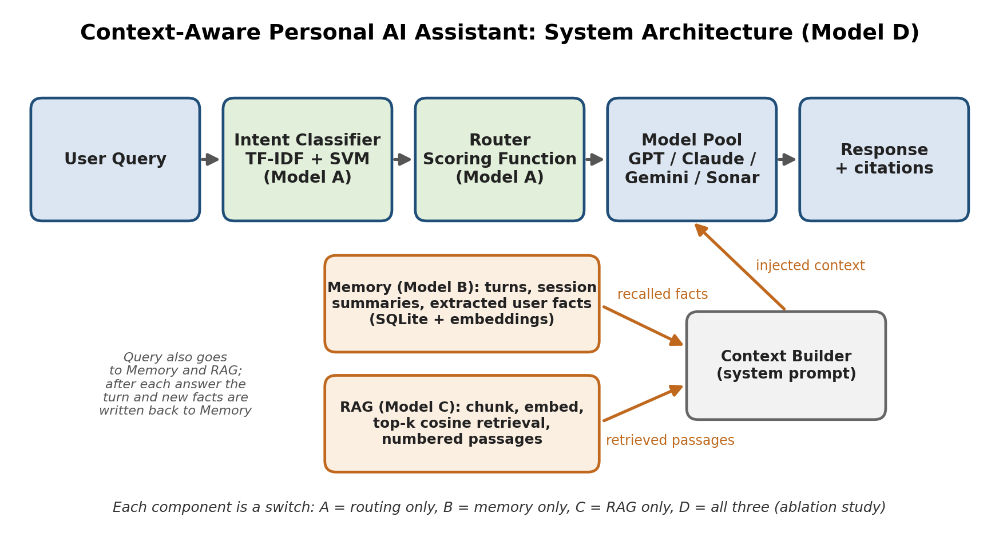 Context-Aware Personal AI Assistant: System Architecture (Model D)
User Query
Intent Classifier
TF-IDF + SVM
(Model A)
Router
Scoring Function
(Model A)
Model Pool
GPT / Claude /
Gemini / Sonar
Response
+ citations
injected context
Memory (Model B): turns, session
summaries, extracted user facts
(SQLite + embeddings)
recalled facts
Context Builder
(system prompt)
Query also goes
to Memory and RAG;
after each answer the
turn and new facts are
written back to Memory
RAG (Model C): chunk, embed,
top-k cosine retrieval,
numbered passages
retrieved passages
Each component is a switch: A = routing only, B = memory only, C = RAG only, D = all three (ablation study)